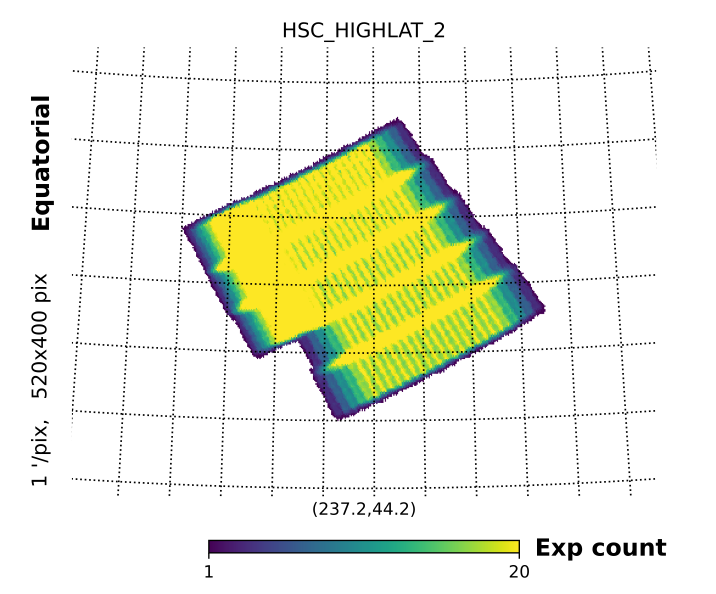 HSC_HIGHLAT_2
Equatorial
1 '/pix, 520x400 pix
(237.2,44.2)
Exp count
1 20